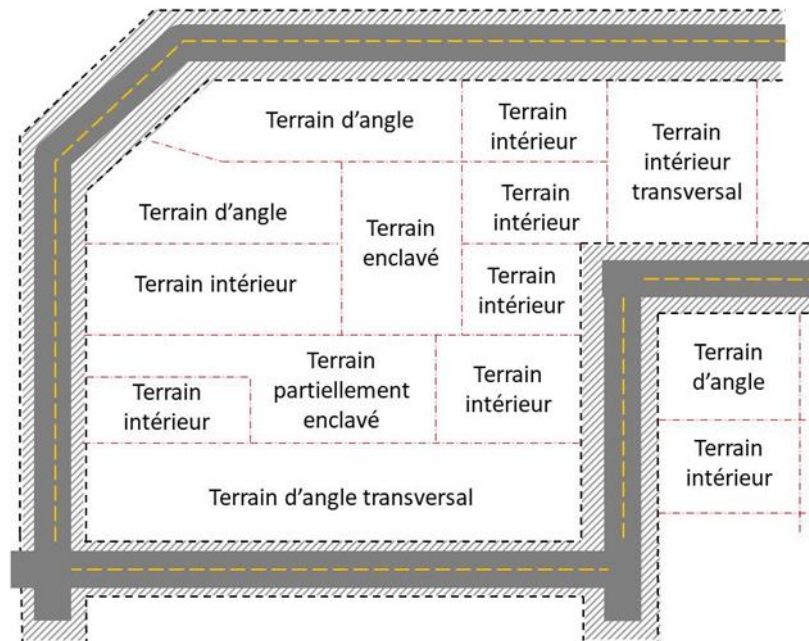 Terrain d'angle
Terrain
intérieur
Terrain
intérieur
transversal
Terrain d'angle
Terrain
enclavé
Terrain
intérieur
Terrain intérieur
Terrain
intérieur
Terrain
intérieur
Terrain
partiellement
enclavé
Terrain
intérieur
Terrain
d'angle
Terrain
intérieur
Terrain d'angle transversal